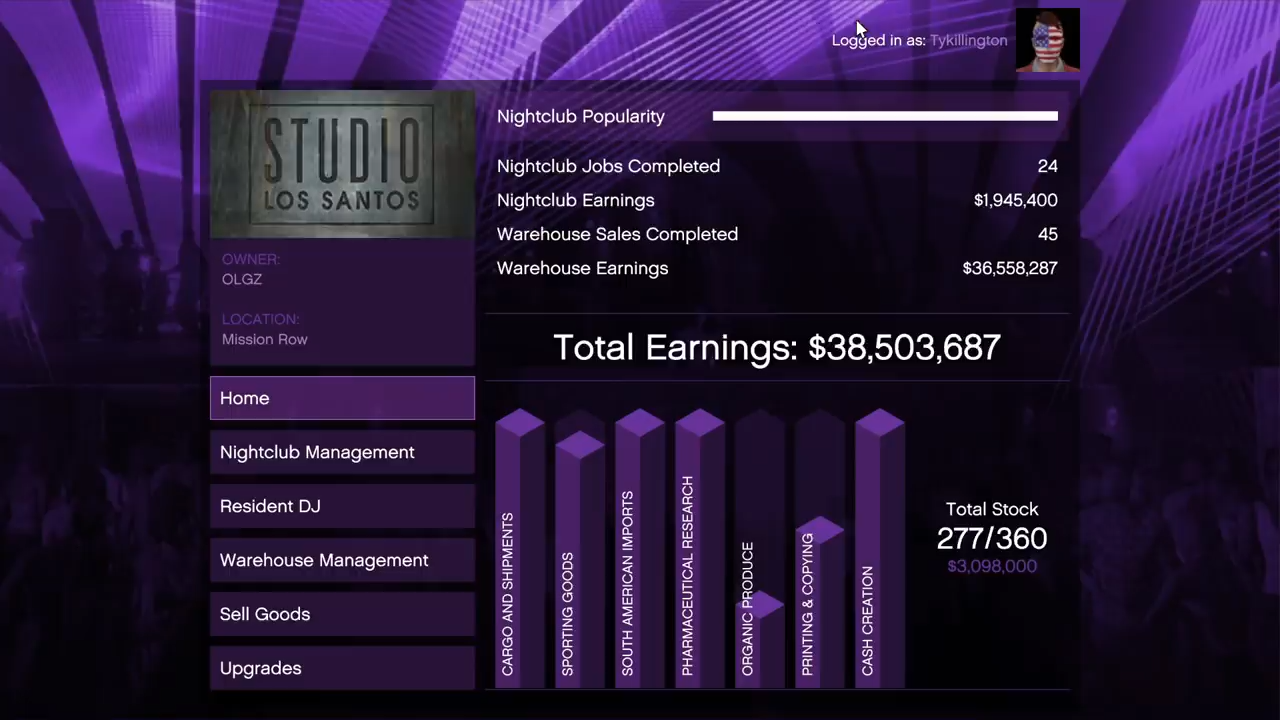 Logged in as: Tykillington
STUDIO
LOS SANTOS
OWNER:
OLGZ
LOCATION:
Mission Row
Home
Nightclub Management
Resident DJ
Warehouse Management
Sell Goods
Upgrades
Nightclub Popularity
Nightclub Jobs Completed 24
Nightclub Earnings $1,945,400
Warehouse Sales Completed 45
Warehouse Earnings $36,558,287
Total Earnings: $38,503,687
CARGO AND SHIPMENTS
SPORTING GOODS
SOUTH AMERICAN IMPORTS
PHARMACEUTICAL RESEARCH
ORGANIC PRODUCE
PRINTING & COPYING
CASH CREATION
Total Stock
277/360
$3,098,000